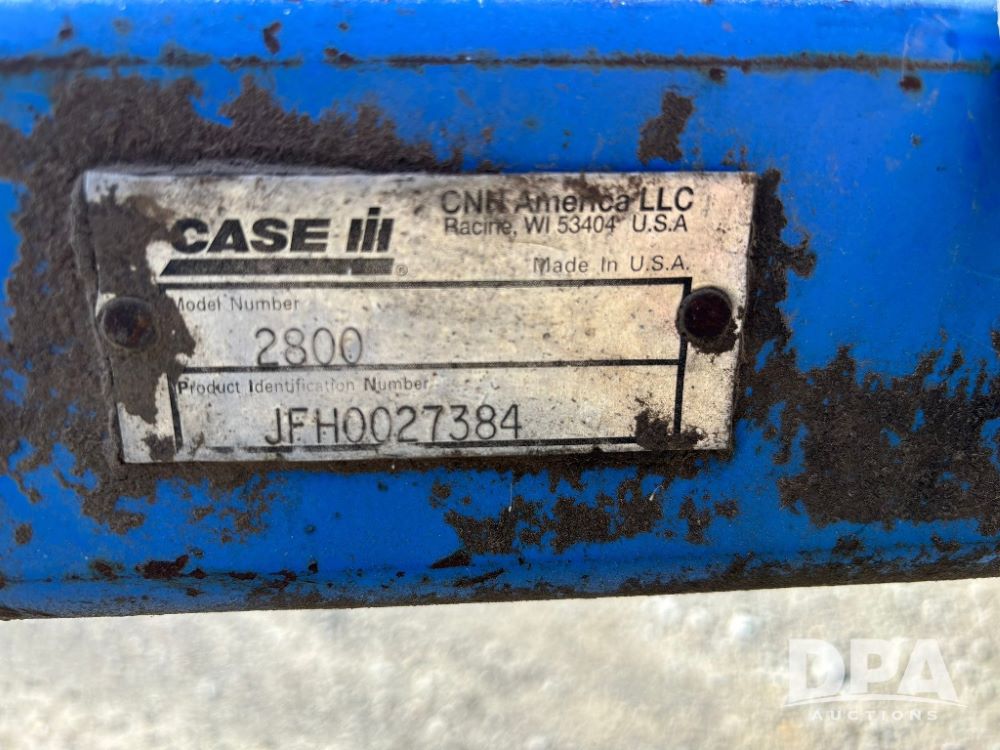 CASE IH®
CNH America LLC
Racine, WI 53404 U.S.A
Made In U.S.A.
Model Number
2800
Product Identification Number
JFH0027384
DPA
AUCTIONS